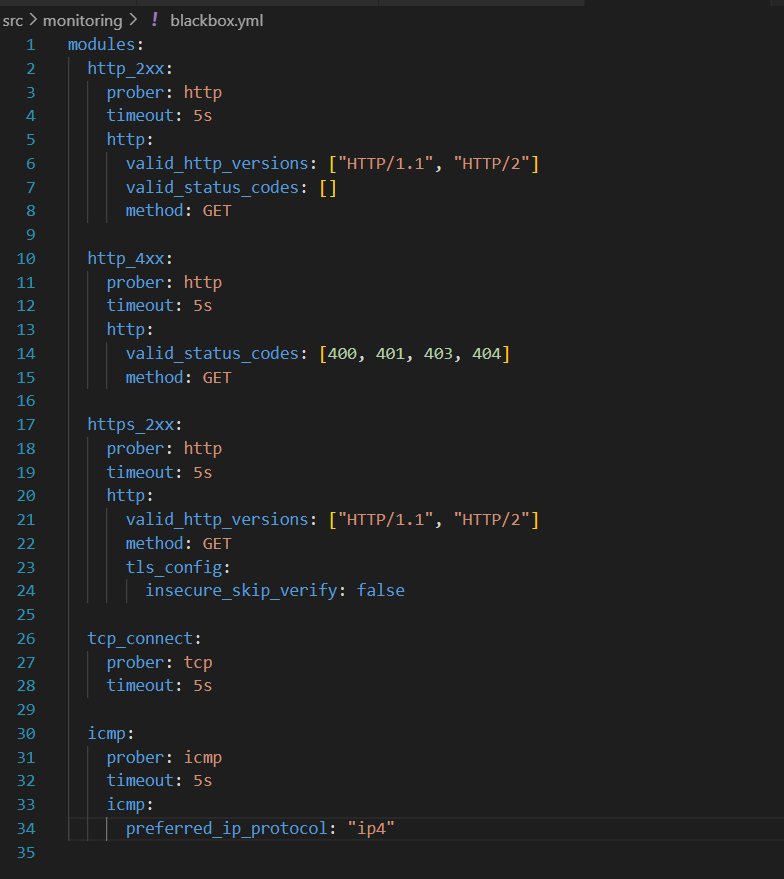 src > monitoring > ! blackbox.yml
1 modules:
2   http_2xx:
3     prober: http
4     timeout: 5s
5     http:
6       valid_http_versions: ["HTTP/1.1", "HTTP/2"]
7       valid_status_codes: []
8       method: GET
9
10   http_4xx:
11     prober: http
12     timeout: 5s
13     http:
14       valid_status_codes: [400, 401, 403, 404]
15       method: GET
16
17   https_2xx:
18     prober: http
19     timeout: 5s
20     http:
21       valid_http_versions: ["HTTP/1.1", "HTTP/2"]
22       method: GET
23       tls_config:
24         insecure_skip_verify: false
25
26   tcp_connect:
27     prober: tcp
28     timeout: 5s
29
30   icmp:
31     prober: icmp
32     timeout: 5s
33     icmp:
34       preferred_ip_protocol: "ip4"
35